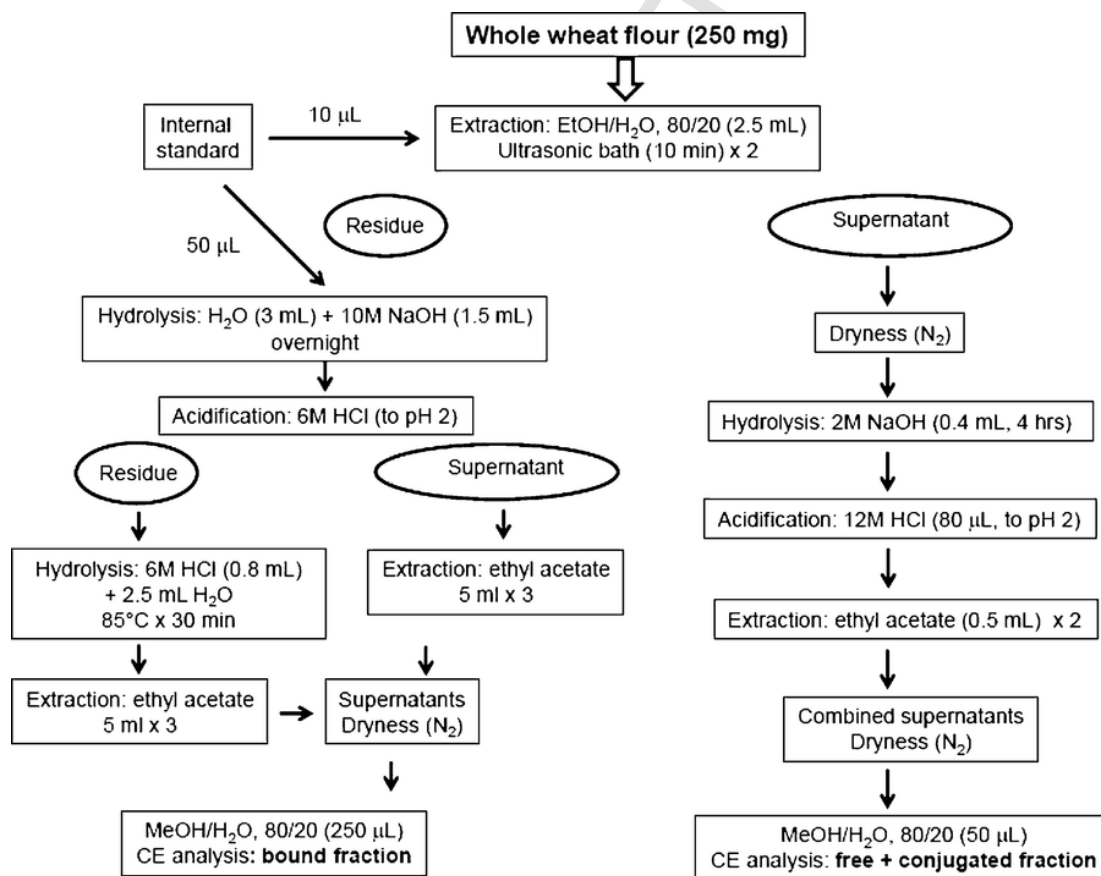 Whole wheat flour (250 mg)
10 μL
Internal
standard
Extraction: EtOH/H₂O, 80/20 (2.5 mL)
Ultrasonic bath (10 min) x 2
Residue
Supernatant
50 μL
Hydrolysis: H₂O (3 mL) + 10M NaOH (1.5 mL)
overnight
Dryness (N₂)
Acidification: 6M HCl (to pH 2)
Hydrolysis: 2M NaOH (0.4 mL, 4 hrs)
Residue
Supernatant
Acidification: 12M HCl (80 μL, to pH 2)
Hydrolysis: 6M HCl (0.8 mL)
+ 2.5 mL H₂O
85°C x 30 min
Extraction: ethyl acetate
5 ml x 3
Extraction: ethyl acetate (0.5 mL) x 2
Extraction: ethyl acetate
5 ml x 3
Supernatants
Dryness (N₂)
Combined supernatants
Dryness (N₂)
MeOH/H₂O, 80/20 (250 μL)
CE analysis: bound fraction
MeOH/H₂O, 80/20 (50 μL)
CE analysis: free + conjugated fraction